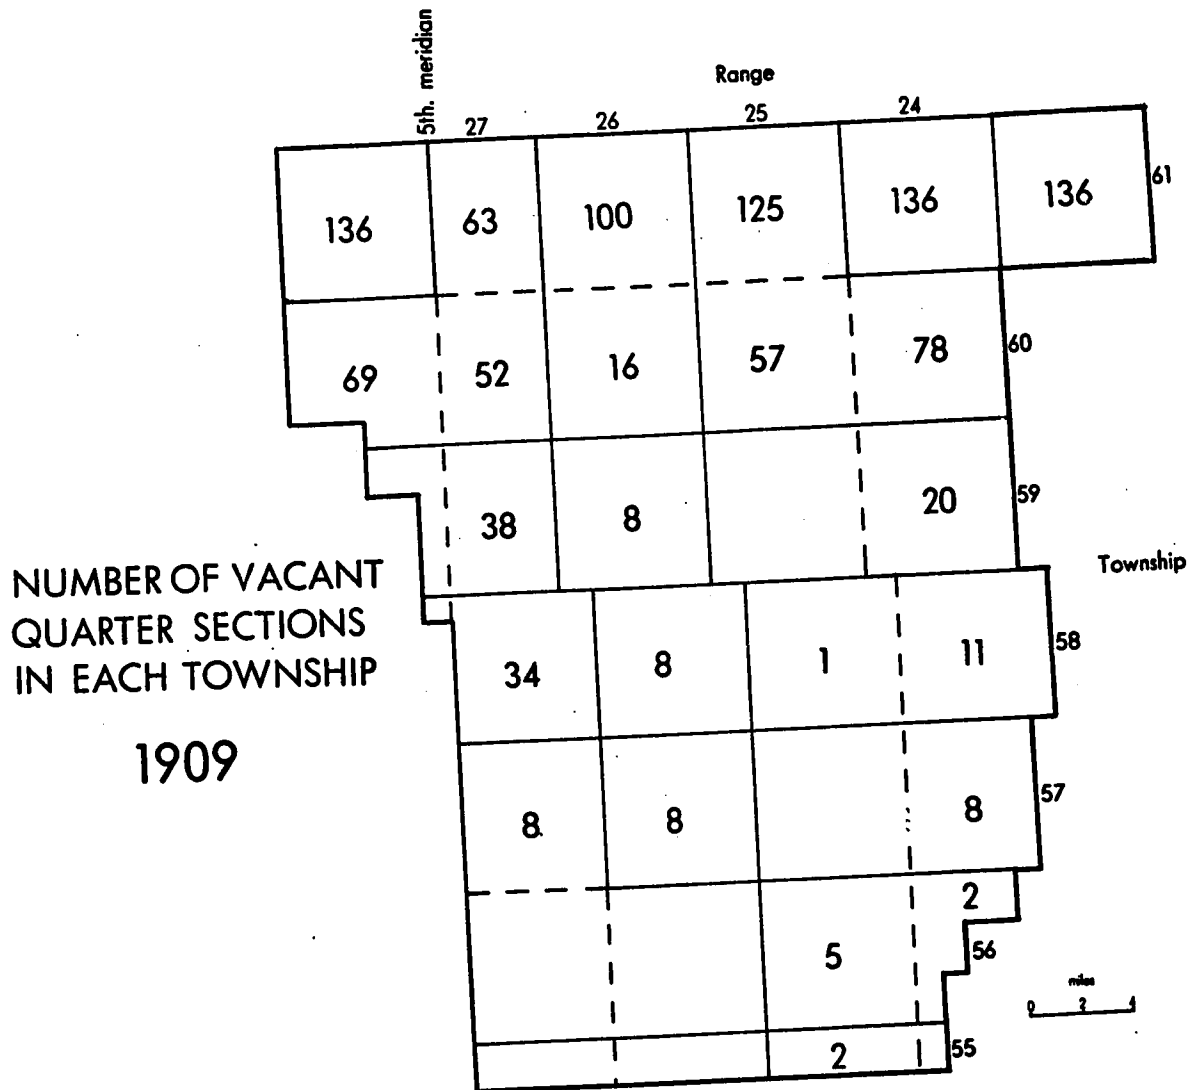 5th. meridian
Range
27 26 25 24
136 63 100 125 136 136 61
69 52 16 57 78 60
38 8 20 59
Township
NUMBER OF VACANT
QUARTER SECTIONS
IN EACH TOWNSHIP
1909
34 8 1 11 58
8 8 8 57
2
5 56
miles
0 2 4
2 55